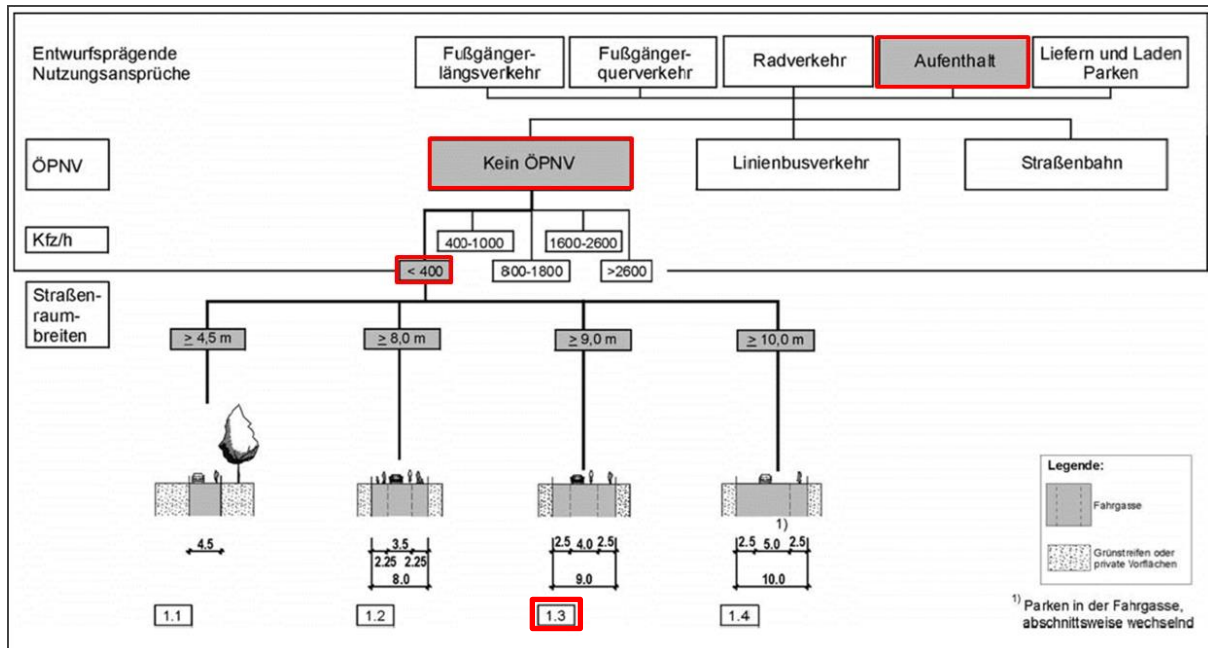 Entwurfsprägende
Nutzungsansprüche
Fußgänger-
längsverkehr
Fußgänger-
querverkehr
Radverkehr
Aufenthalt
Liefern und Laden
Parken
ÖPNV
Kein ÖPNV
Linienbusverkehr
Straßenbahn
Kfz/h
400-1000
1600-2600
< 400
800-1800
>2600
Straßen-
raum-
breiten
≥ 4,5 m
≥ 8,0 m
≥ 9,0 m
≥ 10,0 m
1)
4.5
3.5
2.25 2.25
8.0
2.5 4.0 2.5
9.0
2.5 5.0 2.5
10.0
1.1
1.2
1.3
1.4
Legende:
Fahrgasse
Grünstreifen oder
private Vorflächen
1) Parken in der Fahrgasse,
abschnittsweise wechselnd